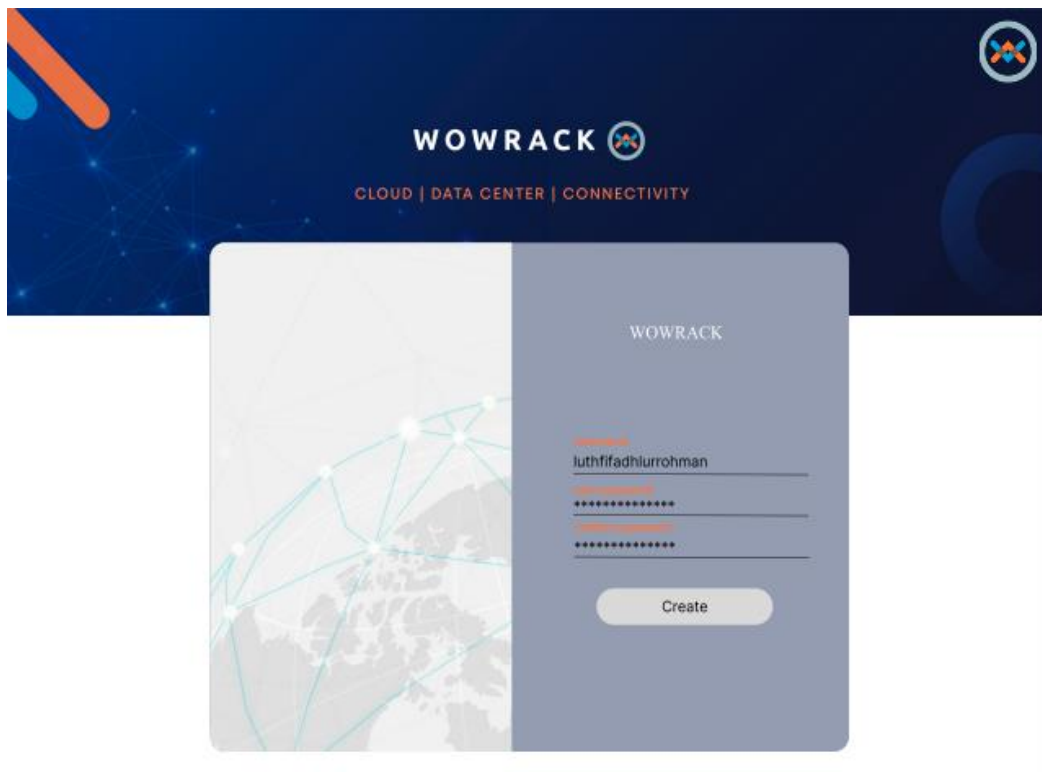 WOWRACK
CLOUD | DATA CENTER | CONNECTIVITY
WOWRACK
luthfifadhlurrohman
**************
**************
Create